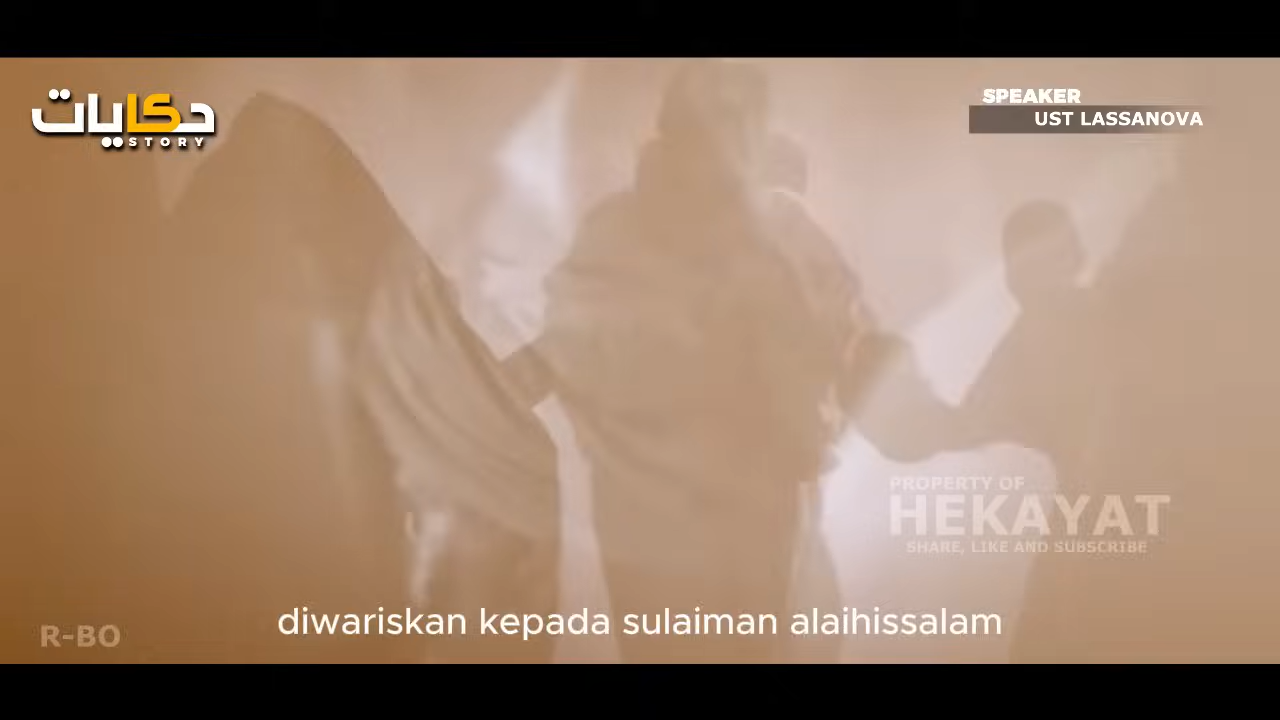 حكايات
STORY
SPEAKER
UST LASSANOVA
PROPERTY OF
HEKAYAT
SHARE, LIKE AND SUBSCRIBE
diwariskan kepada sulaiman alaihissalam
R-BO